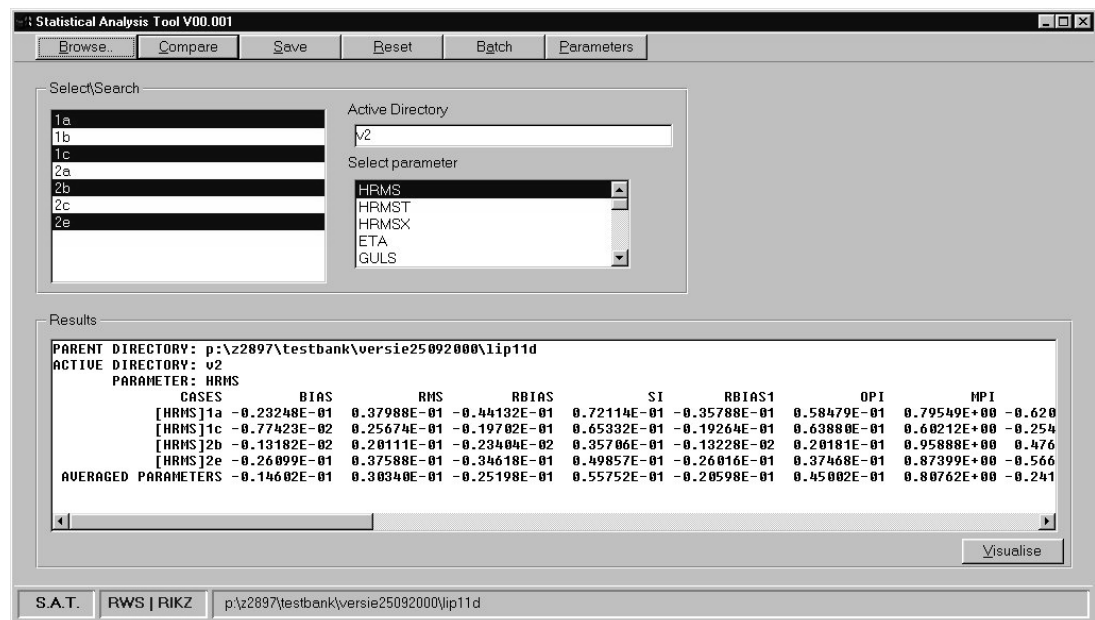 Statistical Analysis Tool V00.001
Browse.. Compare Save Reset Batch Parameters
Select\Search
1a
1b
1c
2a
2b
2c
2e
Active Directory
v2
Select parameter
HRMS
HRMST
HRMSX
ETA
GULS
Results
PARENT DIRECTORY: p:\z2897\testbank\versie25092000\lip11d
ACTIVE DIRECTORY: v2
PARAMETER: HRMS
CASES BIAS RMS RBIAS SI RBIAS1 OPI MPI
[HRMS]1a -0.23248E-01 0.37988E-01 -0.44132E-01 0.72114E-01 -0.35788E-01 0.58479E-01 0.79549E+00 -0.620
[HRMS]1c -0.77423E-02 0.25674E-01 -0.19702E-01 0.65332E-01 -0.19264E-01 0.63880E-01 0.60212E+00 -0.254
[HRMS]2b -0.13182E-02 0.20111E-01 -0.23404E-02 0.35706E-01 -0.13228E-02 0.20181E-01 0.95888E+00 0.476
[HRMS]2e -0.26099E-01 0.37588E-01 -0.34618E-01 0.49857E-01 -0.26016E-01 0.37468E-01 0.87399E+00 -0.566
AVERAGED PARAMETERS -0.14602E-01 0.30340E-01 -0.25198E-01 0.55752E-01 -0.20598E-01 0.45002E-01 0.80762E+00 -0.241
Visualise
S.A.T. RWS | RIKZ p:\z2897\testbank\versie25092000\lip11d